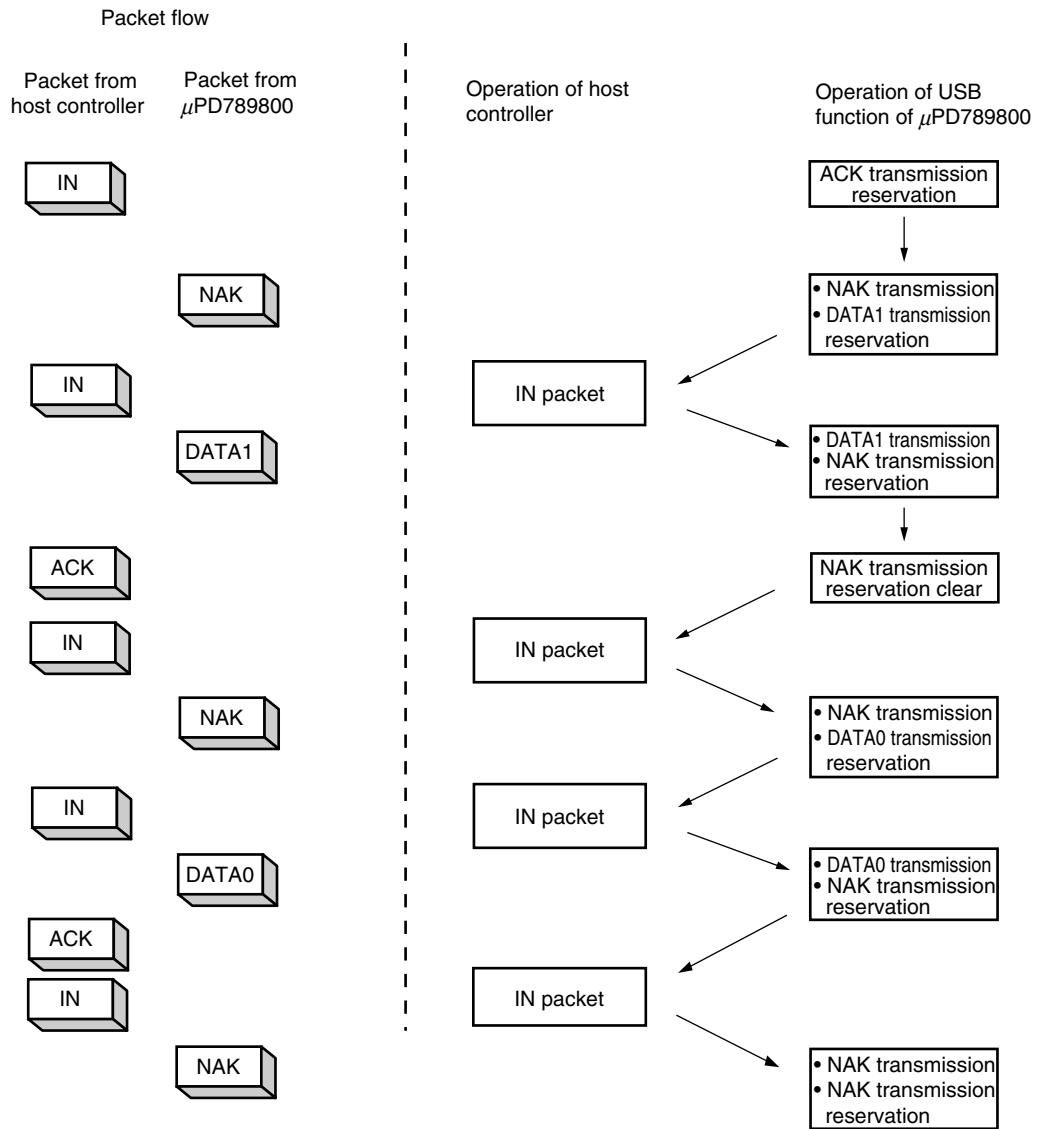 Packet flow
Packet from
host controller
Packet from
μPD789800
Operation of host
controller
Operation of USB
function of μPD789800
IN
ACK transmission
reservation
NAK
• NAK transmission
• DATA1 transmission
reservation
IN
IN packet
DATA1
• DATA1 transmission
• NAK transmission
reservation
ACK
NAK transmission
reservation clear
IN
IN packet
NAK
• NAK transmission
• DATA0 transmission
reservation
IN
IN packet
DATA0
• DATA0 transmission
• NAK transmission
reservation
ACK
IN
IN packet
NAK
• NAK transmission
• NAK transmission
reservation